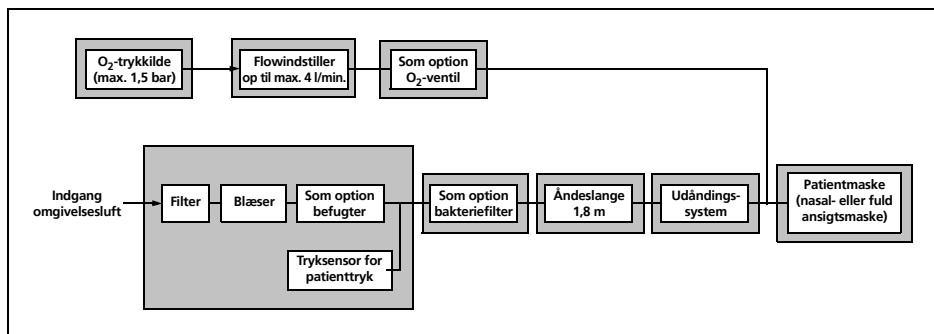 O₂-trykkilde
(max. 1,5 bar)
Flowindstiller
op til max. 4 l/min.
Som option
O₂-ventil
Indgang
omgivelsesluft
Filter
Blæser
Som option
befugter
Som option
bakteriefilter
Åndeslange
1,8 m
Udåndings-
system
Patientmaske
(nasal- eller fuld
ansigtsmaske)
Tryksensor for
patienttryk